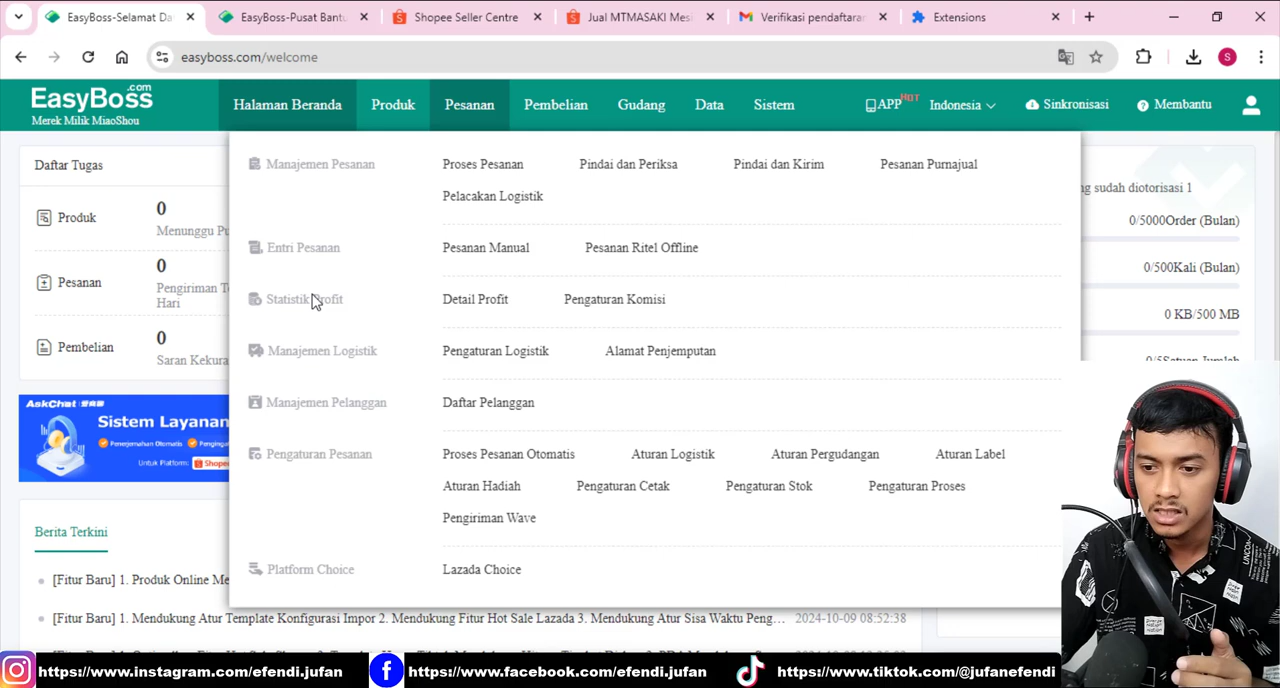 EasyBoss-Selamat Da
EasyBoss-Pusat Bantu
Shopee Seller Centre
Jual MTMASAKI Mesi
Verifikasi pendaftaran
Extensions
easyboss.com/welcome
S
EasyBoss.com
Merek Milik MiaoShou
Halaman Beranda
Produk
Pesanan
Pembelian
Gudang
Data
Sistem
APP HOT
Indonesia
Sinkronisasi
Membantu
Daftar Tugas
Manajemen Pesanan
Proses Pesanan
Pindai dan Periksa
Pindai dan Kirim
Pesanan Purnajual
Pelacakan Logistik
ng sudah diotorisasi 1
Produk
0
Menunggu Pu
0/5000Order (Bulan)
Entri Pesanan
Pesanan Manual
Pesanan Ritel Offline
Pesanan
0
Pengiriman T
Hari
0/500Kali (Bulan)
Statistik Profit
Detail Profit
Pengaturan Komisi
0 KB/500 MB
Pembelian
0
Saran Kekura
Manajemen Logistik
Pengaturan Logistik
Alamat Penjemputan
Manajemen Pelanggan
Daftar Pelanggan
AskChat
Sistem Layanan
Penerjemahan Otomatis
Untuk Platform:
Shopee
Pengaturan Pesanan
Proses Pesanan Otomatis
Aturan Logistik
Aturan Pergudangan
Aturan Label
Aturan Hadiah
Pengaturan Cetak
Pengaturan Stok
Pengaturan Proses
Pengiriman Wave
Berita Terkini
Platform Choice
Lazada Choice
[Fitur Baru] 1. Produk Online Me
[Fitur Baru] 1. Mendukung Atur Template Konfigurasi Impor 2. Mendukung Fitur Hot Sale Lazada 3. Mendukung Atur Sisa Waktu Peng...
2024-10-09 08:52:38
https://www.instagram.com/efendi.jufan
https://www.facebook.com/efendi.jufan
https://www.tiktok.com/@jufanefendi